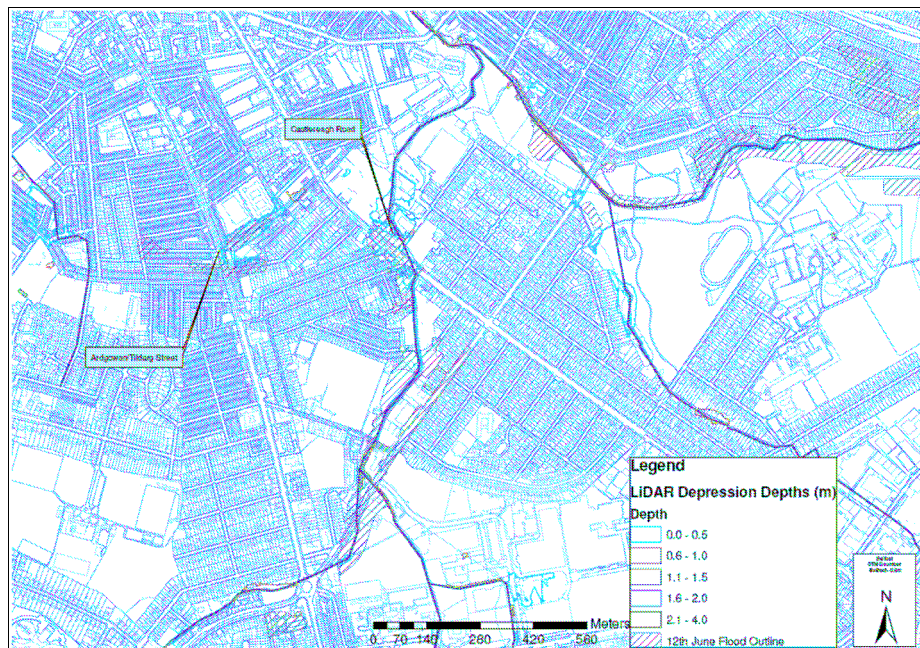 Castlereagh Road
Ardgowan/Tildarg Street
Legend
LiDAR Depression Depths (m)
Depth
0.0 - 0.5
0.6 - 1.0
1.1 - 1.5
1.6 - 2.0
2.1 - 4.0
12th June Flood Outline
N
Meters
0 70 140 280 420 560